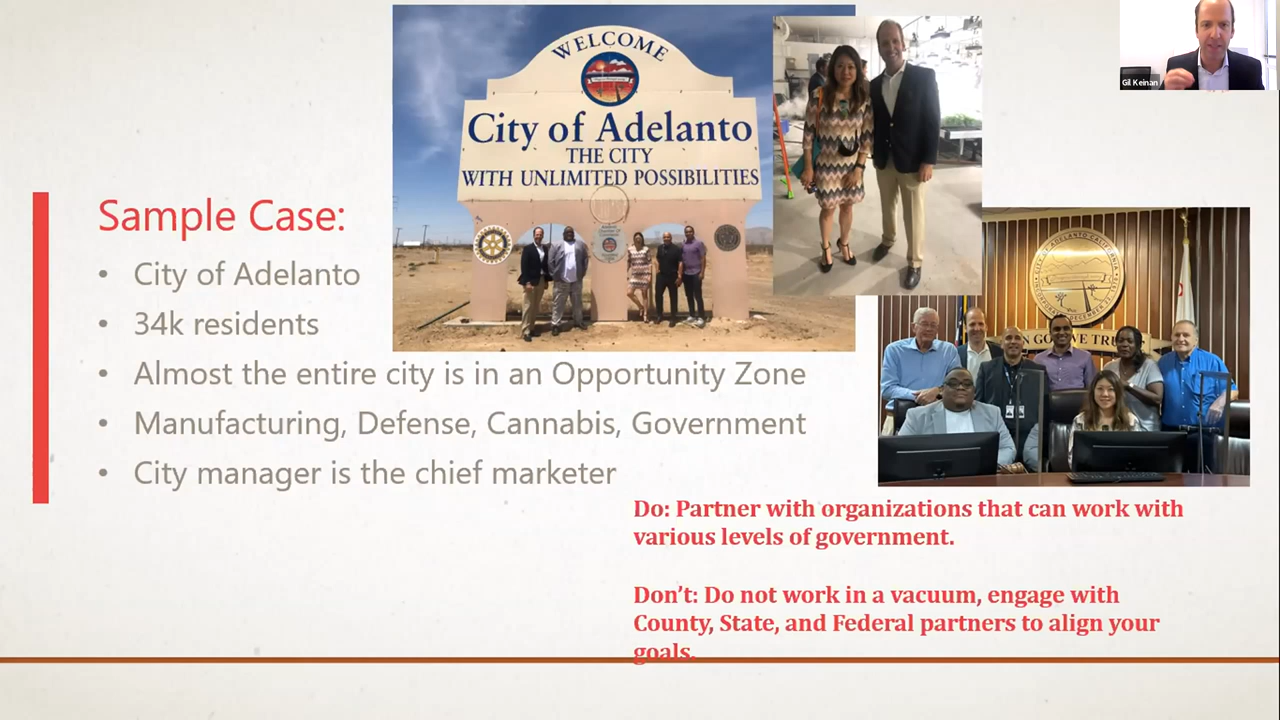 WELCOME
City of Adelanto
THE CITY
WITH UNLIMITED POSSIBILITIES
Gil Keinan
Sample Case:
• City of Adelanto
• 34k residents
• Almost the entire city is in an Opportunity Zone
• Manufacturing, Defense, Cannabis, Government
• City manager is the chief marketer
Do: Partner with organizations that can work with
various levels of government.
Don't: Do not work in a vacuum, engage with
County, State, and Federal partners to align your
goals.